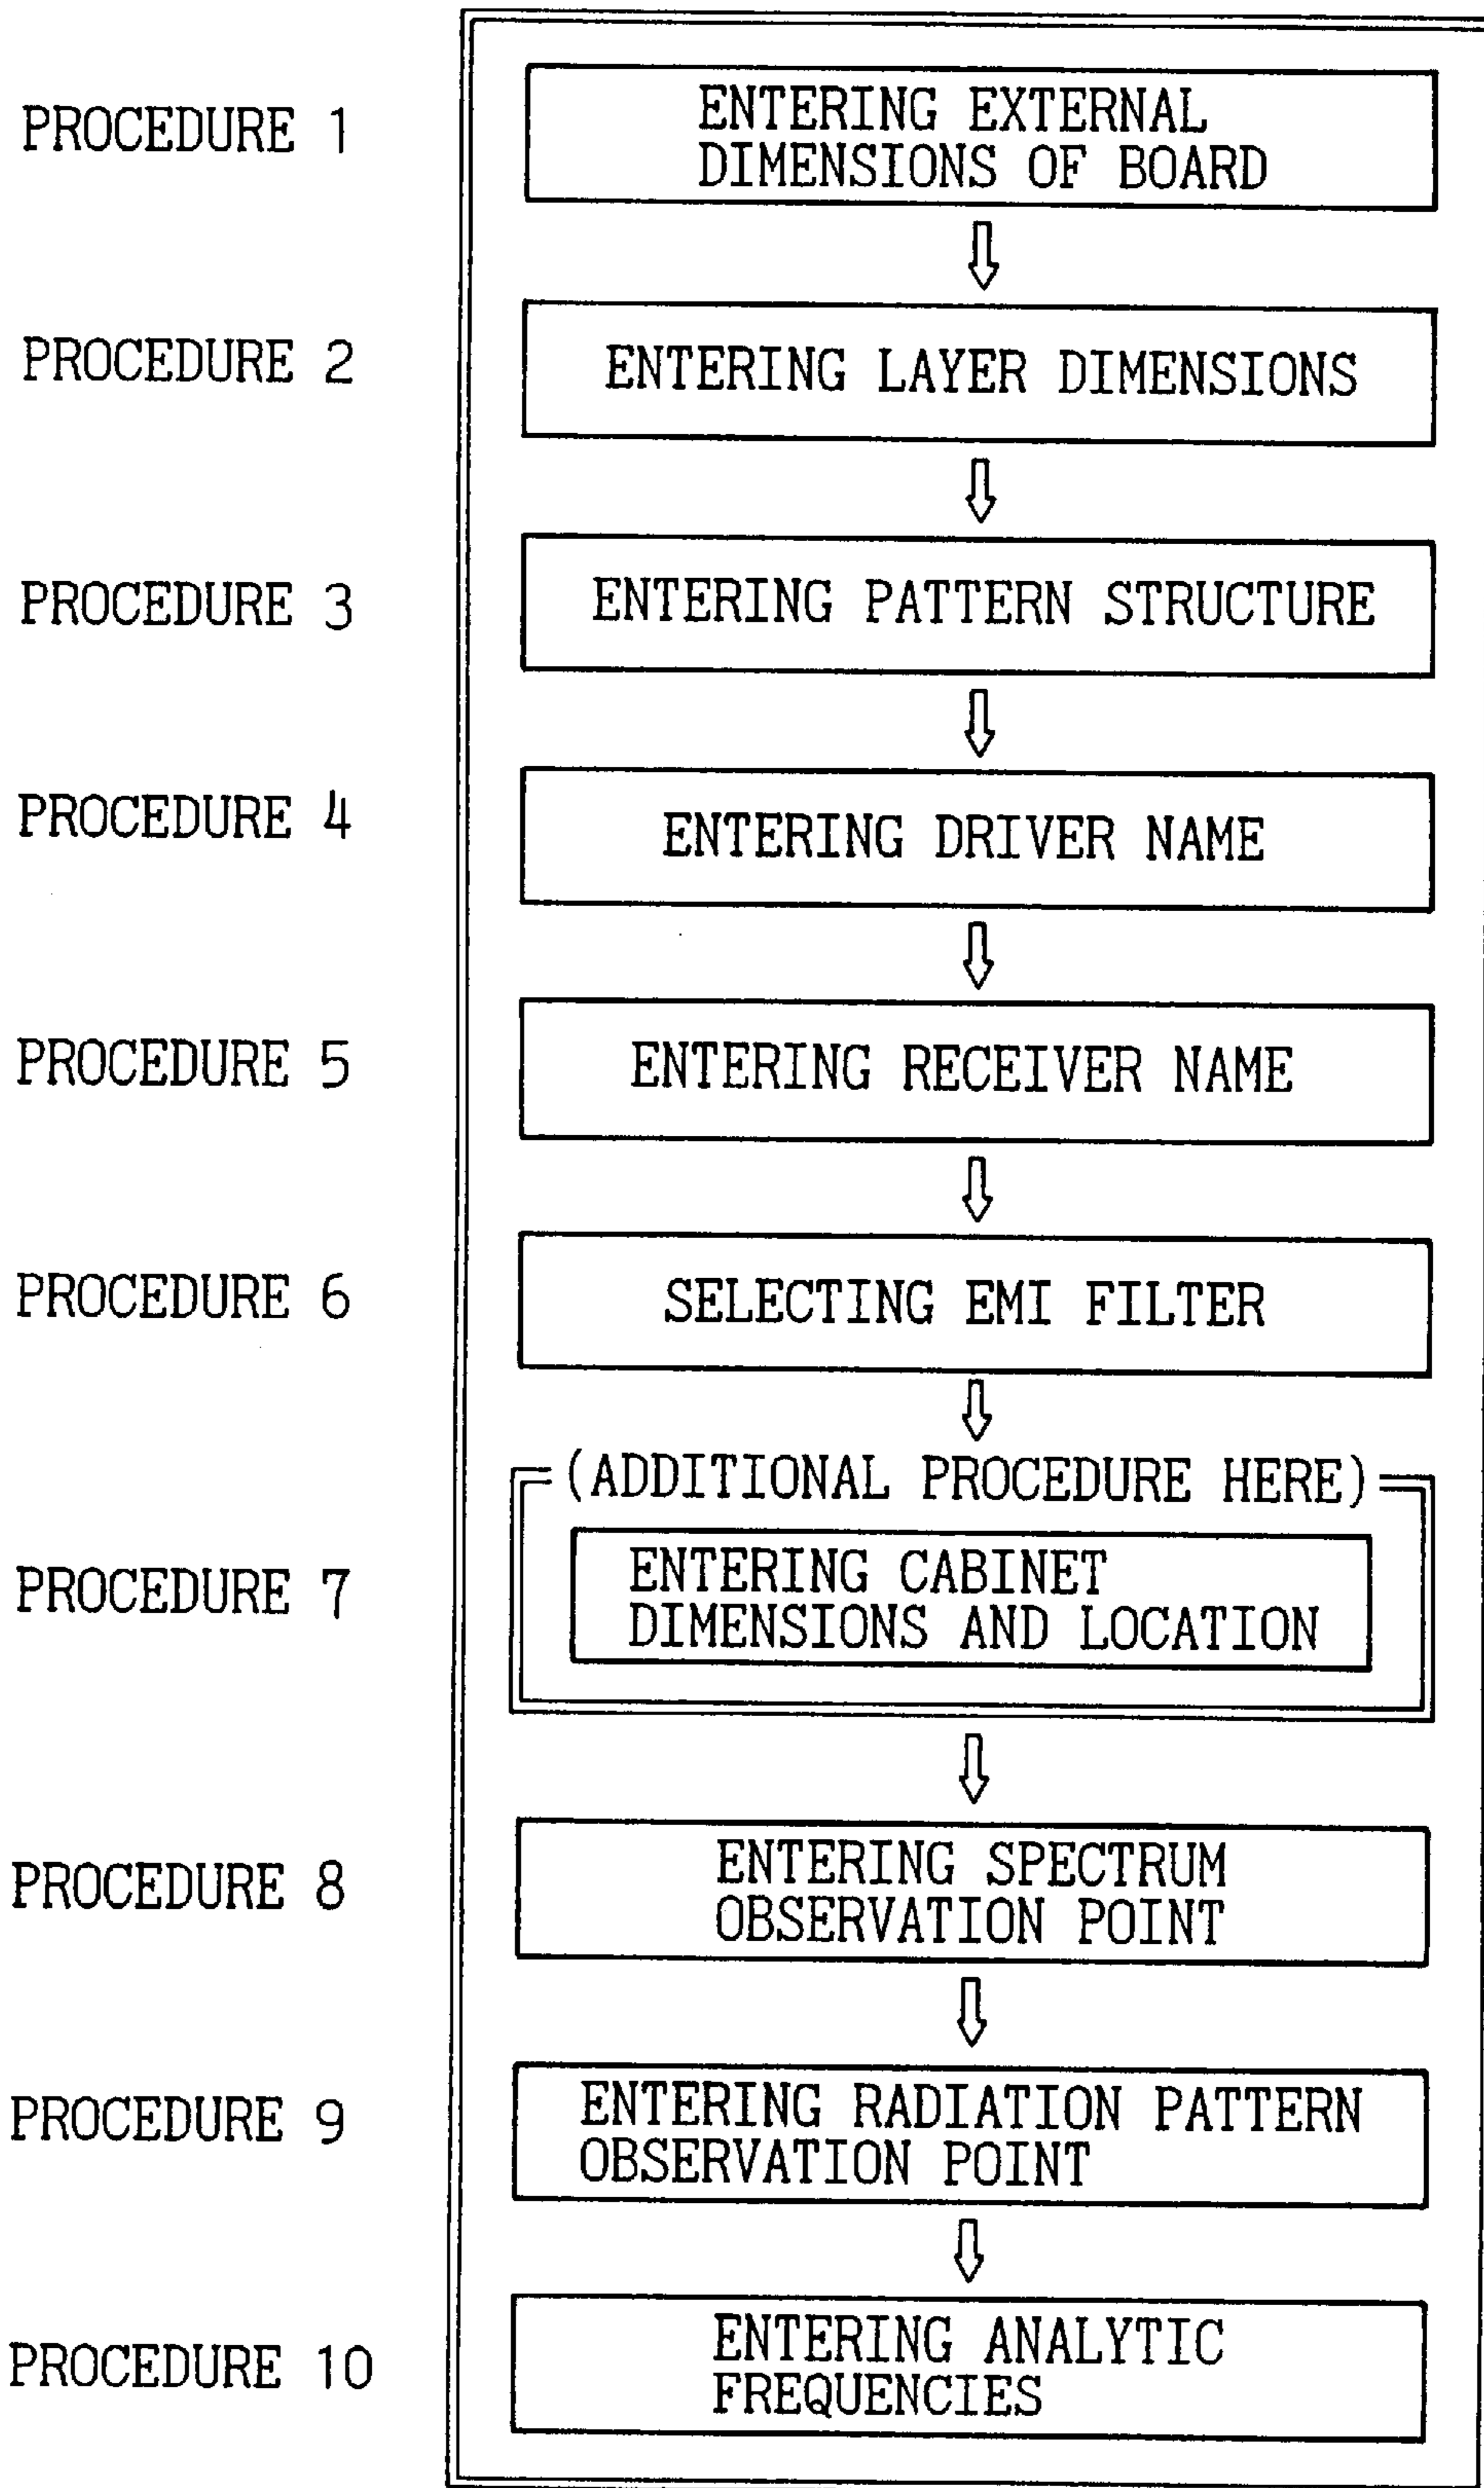 PROCEDURE 1
ENTERING EXTERNAL
DIMENSIONS OF BOARD
PROCEDURE 2
ENTERING LAYER DIMENSIONS
PROCEDURE 3
ENTERING PATTERN STRUCTURE
PROCEDURE 4
ENTERING DRIVER NAME
PROCEDURE 5
ENTERING RECEIVER NAME
PROCEDURE 6
SELECTING EMI FILTER
(ADDITIONAL PROCEDURE HERE)
PROCEDURE 7
ENTERING CABINET
DIMENSIONS AND LOCATION
PROCEDURE 8
ENTERING SPECTRUM
OBSERVATION POINT
PROCEDURE 9
ENTERING RADIATION PATTERN
OBSERVATION POINT
PROCEDURE 10
ENTERING ANALYTIC
FREQUENCIES